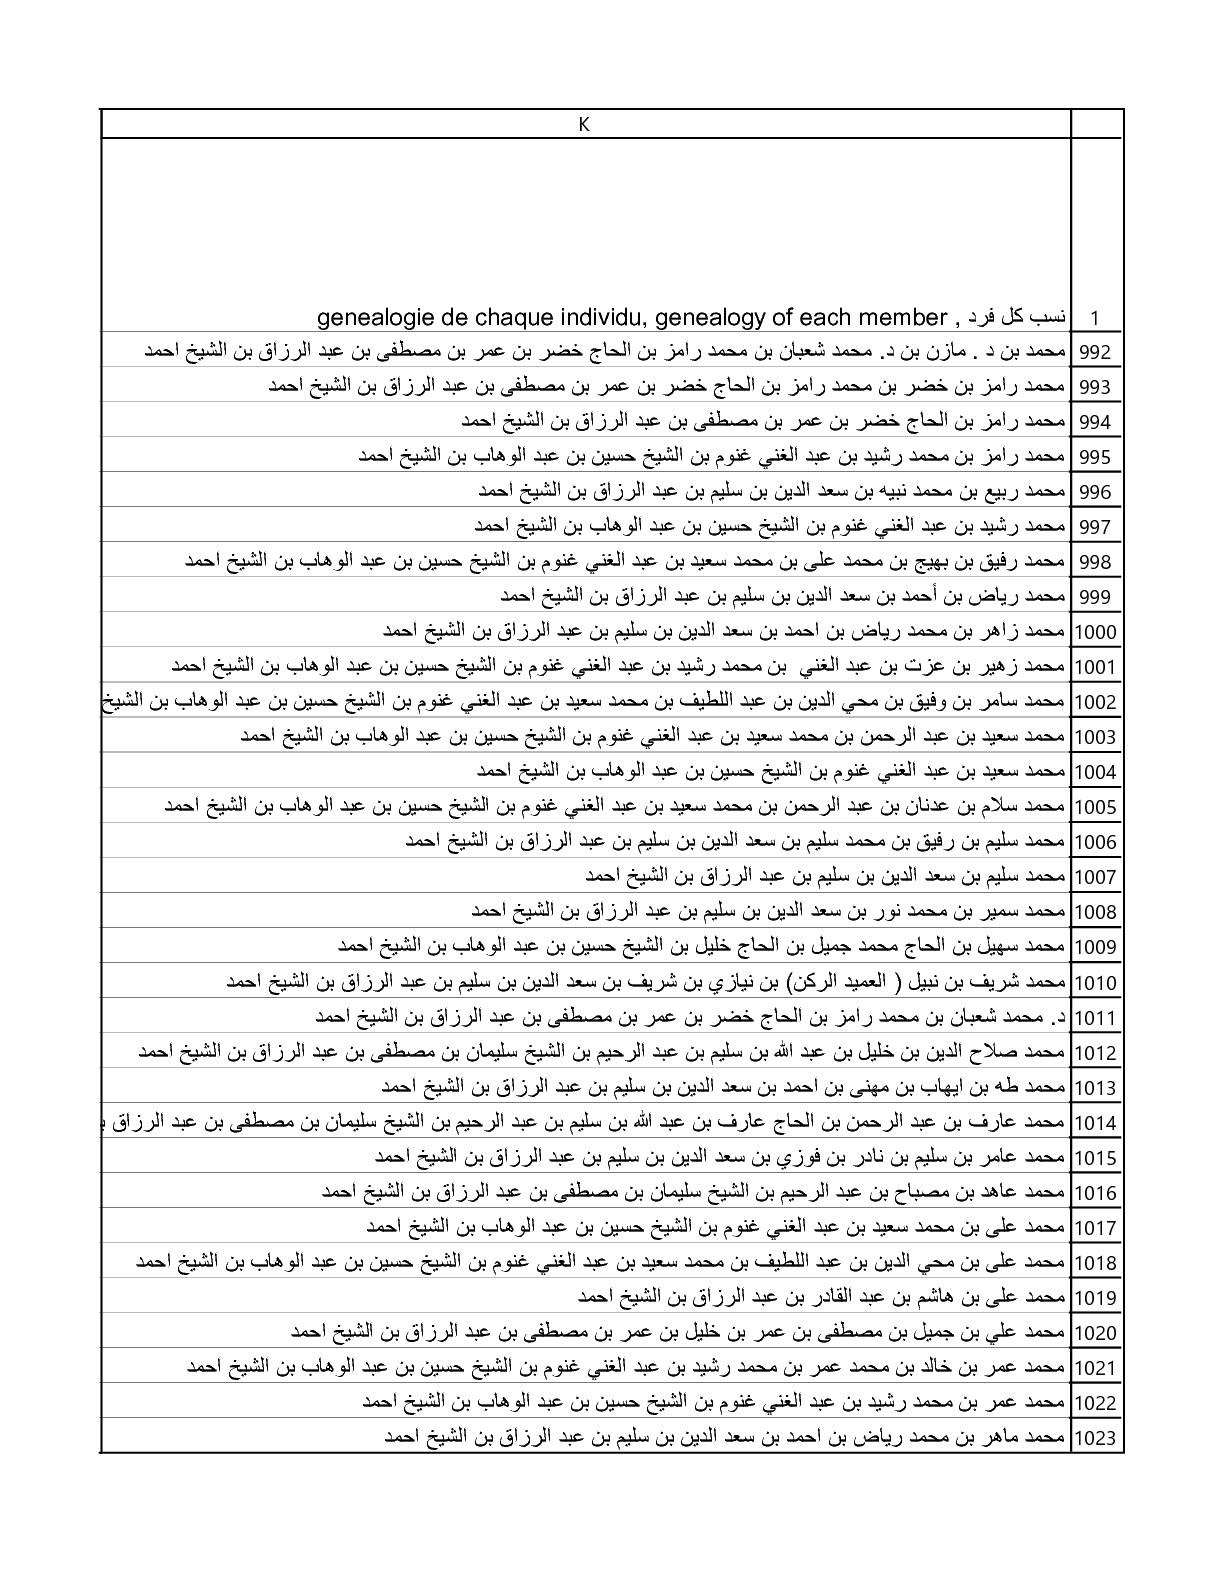 K
1 نسب كل فرد , genealogie de chaque individu, genealogy of each member
992 محمد بن د . مازن بن د. محمد شعبان بن محمد رامز بن الحاج خضر بن عمر بن مصطفى بن عبد الرزاق بن الشيخ احمد
993 محمد رامز بن خضر بن محمد رامز بن الحاج خضر بن عمر بن مصطفى بن عبد الرزاق بن الشيخ احمد
994 محمد رامز بن الحاج خضر بن عمر بن مصطفى بن عبد الرزاق بن الشيخ احمد
995 محمد رامز بن محمد رشيد بن عبد الغني غنوم بن الشيخ حسين بن عبد الوهاب بن الشيخ احمد
996 محمد ربيع بن محمد نبيه بن سعد الدين بن سليم بن عبد الرزاق بن الشيخ احمد
997 محمد رشيد بن عبد الغني غنوم بن الشيخ حسين بن عبد الوهاب بن الشيخ احمد
998 محمد رفيق بن بهيج بن محمد على بن محمد سعيد بن عبد الغني غنوم بن الشيخ حسين بن عبد الوهاب بن الشيخ احمد
999 محمد رياض بن أحمد بن سعد الدين بن سليم بن عبد الرزاق بن الشيخ احمد
1000 محمد زاهر بن محمد رياض بن احمد بن سعد الدين بن سليم بن عبد الرزاق بن الشيخ احمد
1001 محمد زهير بن عزت بن عبد الغني بن محمد رشيد بن عبد الغني غنوم بن الشيخ حسين بن عبد الوهاب بن الشيخ احمد
1002 محمد سامر بن وفيق بن محي الدين بن عبد اللطيف بن محمد سعيد بن عبد الغني غنوم بن الشيخ حسين بن عبد الوهاب بن الشيخ
1003 محمد سعيد بن عبد الرحمن بن محمد سعيد بن عبد الغني غنوم بن الشيخ حسين بن عبد الوهاب بن الشيخ احمد
1004 محمد سعيد بن عبد الغني غنوم بن الشيخ حسين بن عبد الوهاب بن الشيخ احمد
1005 محمد سلام بن عدنان بن عبد الرحمن بن محمد سعيد بن عبد الغني غنوم بن الشيخ حسين بن عبد الوهاب بن الشيخ احمد
1006 محمد سليم بن رفيق بن محمد سليم بن سعد الدين بن سليم بن عبد الرزاق بن الشيخ احمد
1007 محمد سليم بن سعد الدين بن سليم بن عبد الرزاق بن الشيخ احمد
1008 محمد سمير بن محمد نور بن سعد الدين بن سليم بن عبد الرزاق بن الشيخ احمد
1009 محمد سهيل بن الحاج محمد جميل بن الحاج خليل بن الشيخ حسين بن عبد الوهاب بن الشيخ احمد
1010 محمد شريف بن نبيل ( العميد الركن) بن نيازي بن شريف بن سعد الدين بن سليم بن عبد الرزاق بن الشيخ احمد
1011 د. محمد شعبان بن محمد رامز بن الحاج خضر بن عمر بن مصطفى بن عبد الرزاق بن الشيخ احمد
1012 محمد صلاح الدين بن خليل بن عبد الله بن سليم بن عبد الرحيم بن الشيخ سليمان بن مصطفى بن عبد الرزاق بن الشيخ احمد
1013 محمد طه بن ايهاب بن مهنى بن احمد بن سعد الدين بن سليم بن عبد الرزاق بن الشيخ احمد
1014 محمد عارف بن عبد الرحمن بن الحاج عارف بن عبد الله بن سليم بن عبد الرحيم بن الشيخ سليمان بن مصطفى بن عبد الرزاق
1015 محمد عامر بن سليم بن نادر بن فوزي بن سعد الدين بن سليم بن عبد الرزاق بن الشيخ احمد
1016 محمد عاهد بن مصباح بن عبد الرحيم بن الشيخ سليمان بن مصطفى بن عبد الرزاق بن الشيخ احمد
1017 محمد على بن محمد سعيد بن عبد الغني غنوم بن الشيخ حسين بن عبد الوهاب بن الشيخ احمد
1018 محمد على بن محي الدين بن عبد اللطيف بن محمد سعيد بن عبد الغني غنوم بن الشيخ حسين بن عبد الوهاب بن الشيخ احمد
1019 محمد على بن هاشم بن عبد القادر بن عبد الرزاق بن الشيخ احمد
1020 محمد علي بن جميل بن مصطفى بن عمر بن خليل بن عمر بن مصطفى بن عبد الرزاق بن الشيخ احمد
1021 محمد عمر بن خالد بن محمد عمر بن محمد رشيد بن عبد الغني غنوم بن الشيخ حسين بن عبد الوهاب بن الشيخ احمد
1022 محمد عمر بن محمد رشيد بن عبد الغني غنوم بن الشيخ حسين بن عبد الوهاب بن الشيخ احمد
1023 محمد ماهر بن محمد رياض بن احمد بن سعد الدين بن سليم بن عبد الرزاق بن الشيخ احمد